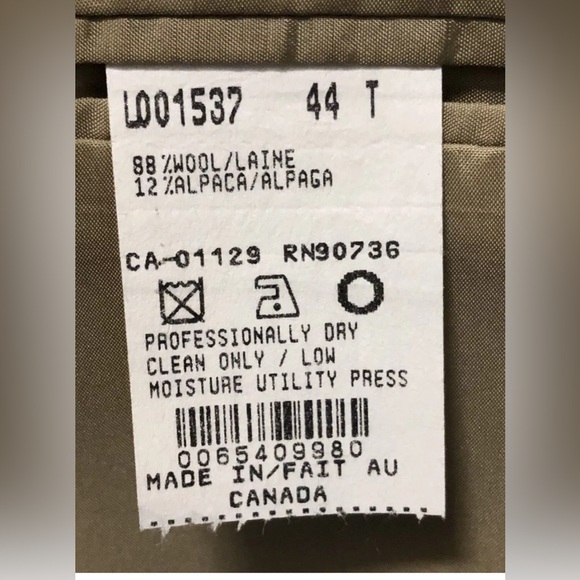 L001537 44 T
88%WOOL/LAINE
12%ALPACA/ALPAGA
CA-01129 RN90736
PROFESSIONALLY DRY
CLEAN ONLY / LOW
MOISTURE UTILITY PRESS
0065409980
MADE IN/FAIT AU
CANADA